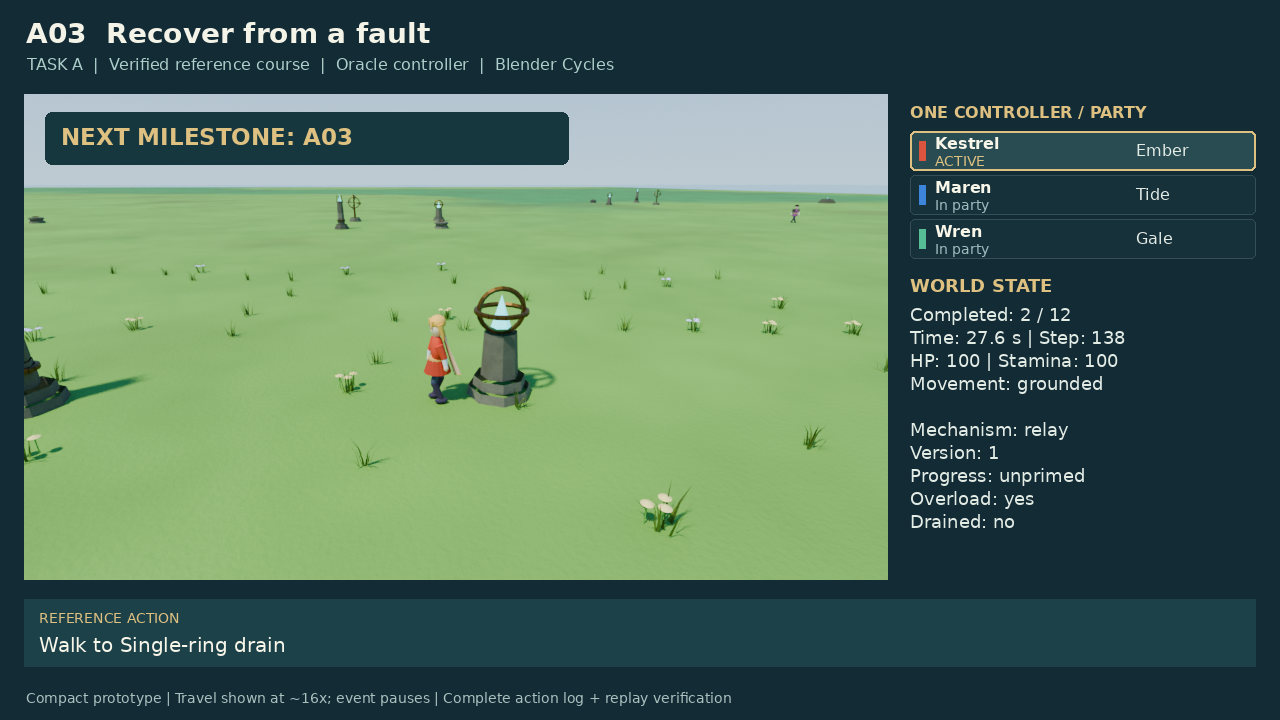 A03  Recover from a fault
TASK A  |  Verified reference course  |  Oracle controller  |  Blender Cycles
NEXT MILESTONE: A03
ONE CONTROLLER / PARTY
Kestrel
ACTIVE
Ember
Maren
In party
Tide
Wren
In party
Gale
WORLD STATE
Completed: 2 / 12
Time: 27.6 s | Step: 138
HP: 100 | Stamina: 100
Movement: grounded
Mechanism: relay
Version: 1
Progress: unprimed
Overload: yes
Drained: no
REFERENCE ACTION
Walk to Single-ring drain
Compact prototype | Travel shown at ~16x; event pauses | Complete action log + replay verification